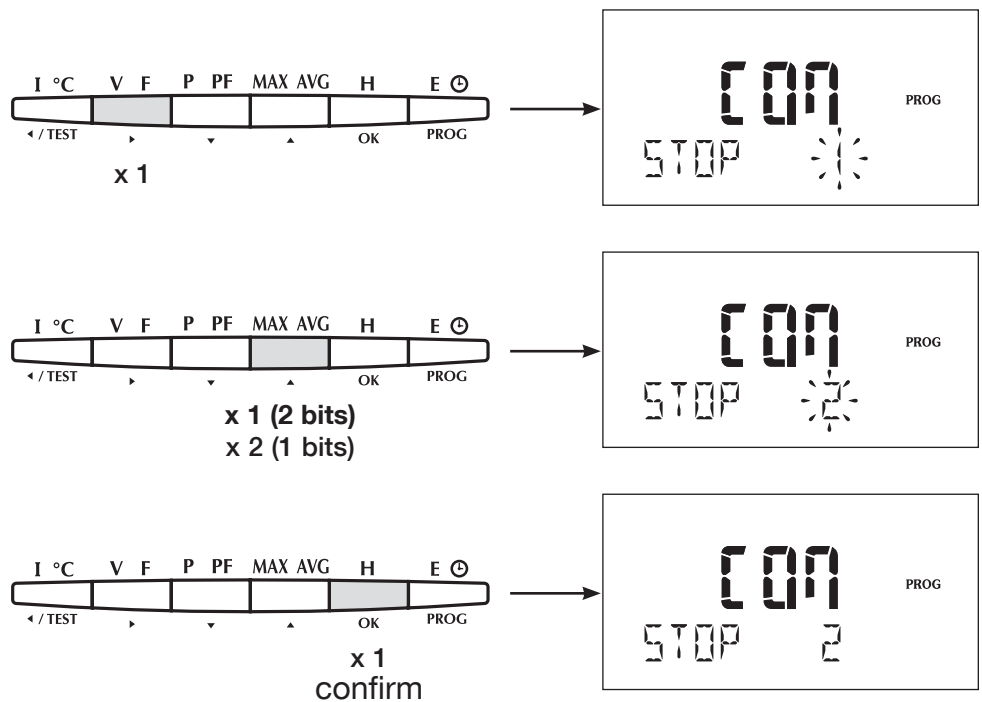 I °C V F P PF MAX AVG H E
/ TEST OK PROG
x 1
COM
PROG
STOP 1
I °C V F P PF MAX AVG H E
/ TEST OK PROG
x 1 (2 bits)
x 2 (1 bits)
COM
PROG
STOP 2
I °C V F P PF MAX AVG H E
/ TEST OK PROG
x 1
confirm
COM
PROG
STOP 2